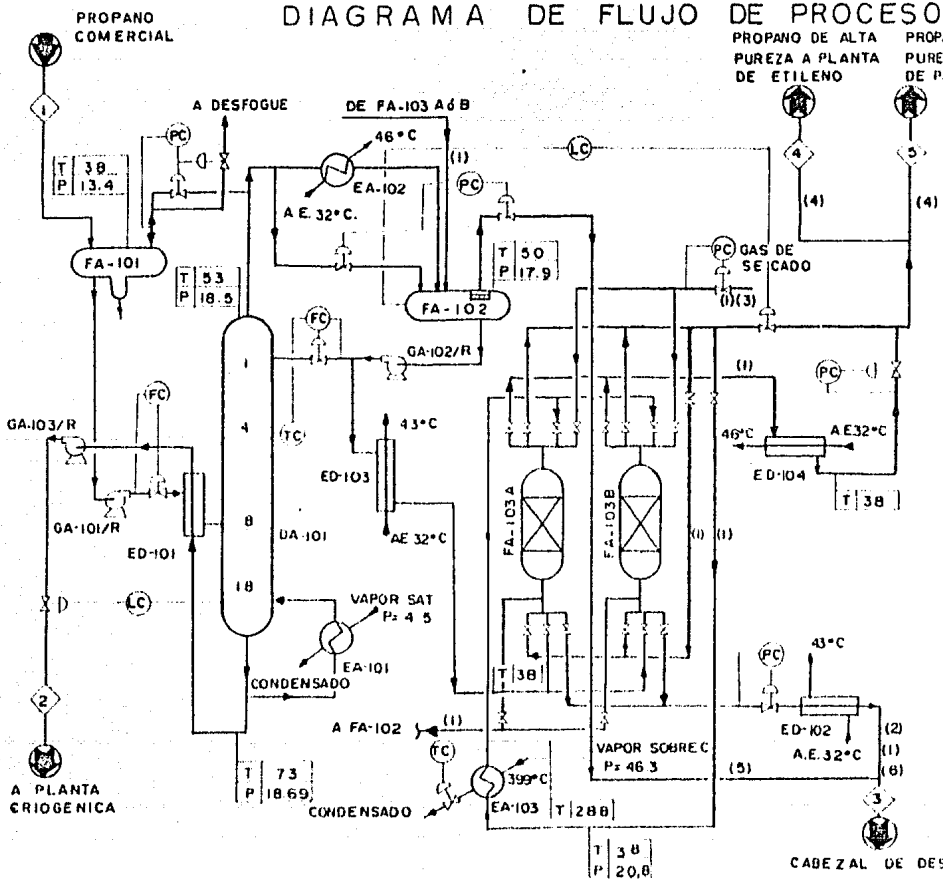 DIAGRAMA DE FLUJO DE PROCESO
PROPANO
COMERCIAL
1
A DESFOGUE
DE FA-103 A ó B
PROPANO DE ALTA
PUREZA A PLANTA
DE ETILENO
4
5
(4)
(4)
PC
T 38
P 13.4
FA-101
46°C
EA-102
A.E. 32°C.
(1)
LC
PC
T 50
P 17.9
FA-102
PC
GAS DE
SECADO
(1)(3)
T 53
P 18.5
FC
GA-102/R
TC
1
4
8
18
DA-101
43°C
ED-103
AE 32°C
(1)
PC
46°C
A.E 32°C
ED-104
T 38
FC
GA-103/R
GA-101/R
ED-101
FA-103A
FA-103B
(1)
(1)
LC
VAPOR SAT
P= 4.5
EA-101
CONDENSADO
T 38
PC
43°C
ED-102
A.E. 32°C
(2)
(1)
(6)
2
A PLANTA
CRIOGENICA
T 73
P 18.69
A FA-102
(1)
TC
VAPOR SOBREC
P= 46.3
(5)
399°C
CONDENSADO
EA-103
T 288
T 38
P 20,8
3
CABEZAL DE